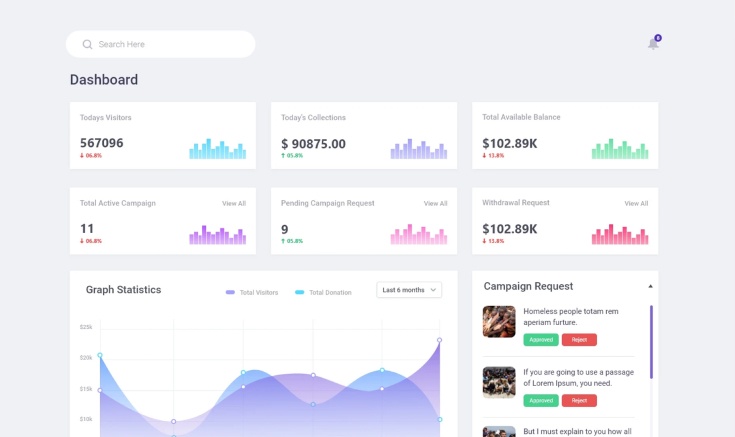 Search Here
8
Dashboard
Todays Visitors
567096
↓ 06.8%
Today's Collections
$ 90875.00
↑ 05.8%
Total Available Balance
$102.89K
↓ 13.8%
Total Active Campaign
View All
11
↓ 06.8%
Pending Campaign Request
View All
9
↑ 05.8%
Withdrawal Request
View All
$102.89K
↓ 13.8%
Graph Statistics
Total Visitors
Total Donation
Last 6 months
$25k
$20k
$15k
$10k
Campaign Request
Homeless people totam rem
aperiam furture.
Approved
Reject
If you are going to use a passage
of Lorem Ipsum, you need.
Approved
Reject
But I must explain to you how all